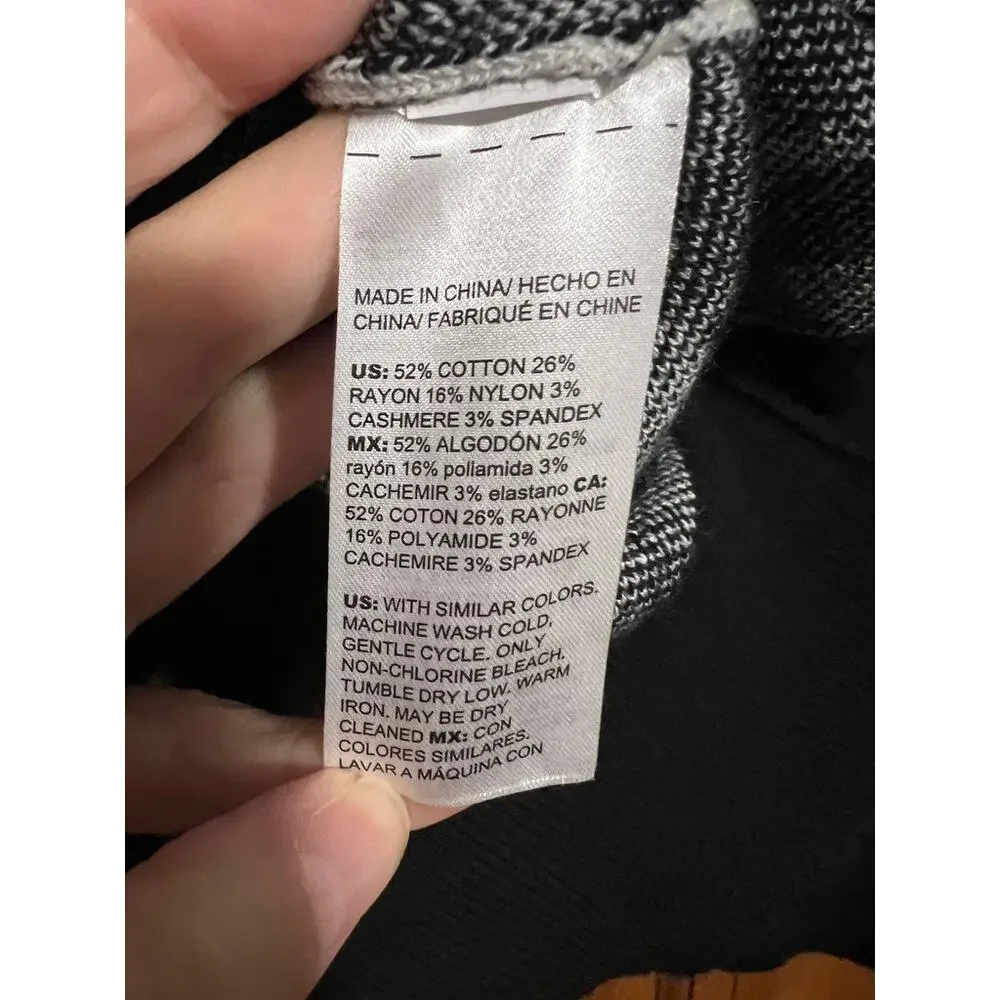 MADE IN CHINA/ HECHO EN
CHINA/ FABRIQUÉ EN CHINE
US: 52% COTTON 26%
RAYON 16% NYLON 3%
CASHMERE 3% SPANDEX
MX: 52% ALGODÓN 26%
rayón 16% poliamida 3%
CACHEMIR 3% elastano CA:
52% COTON 26% RAYONNE
16% POLYAMIDE 3%
CACHEMIRE 3% SPANDEX
US: WITH SIMILAR COLORS.
MACHINE WASH COLD,
GENTLE CYCLE. ONLY
NON-CHLORINE BLEACH.
TUMBLE DRY LOW. WARM
IRON. MAY BE DRY
CLEANED MX: CON
COLORES SIMILARES.
LAVAR A MÁQUINA CON